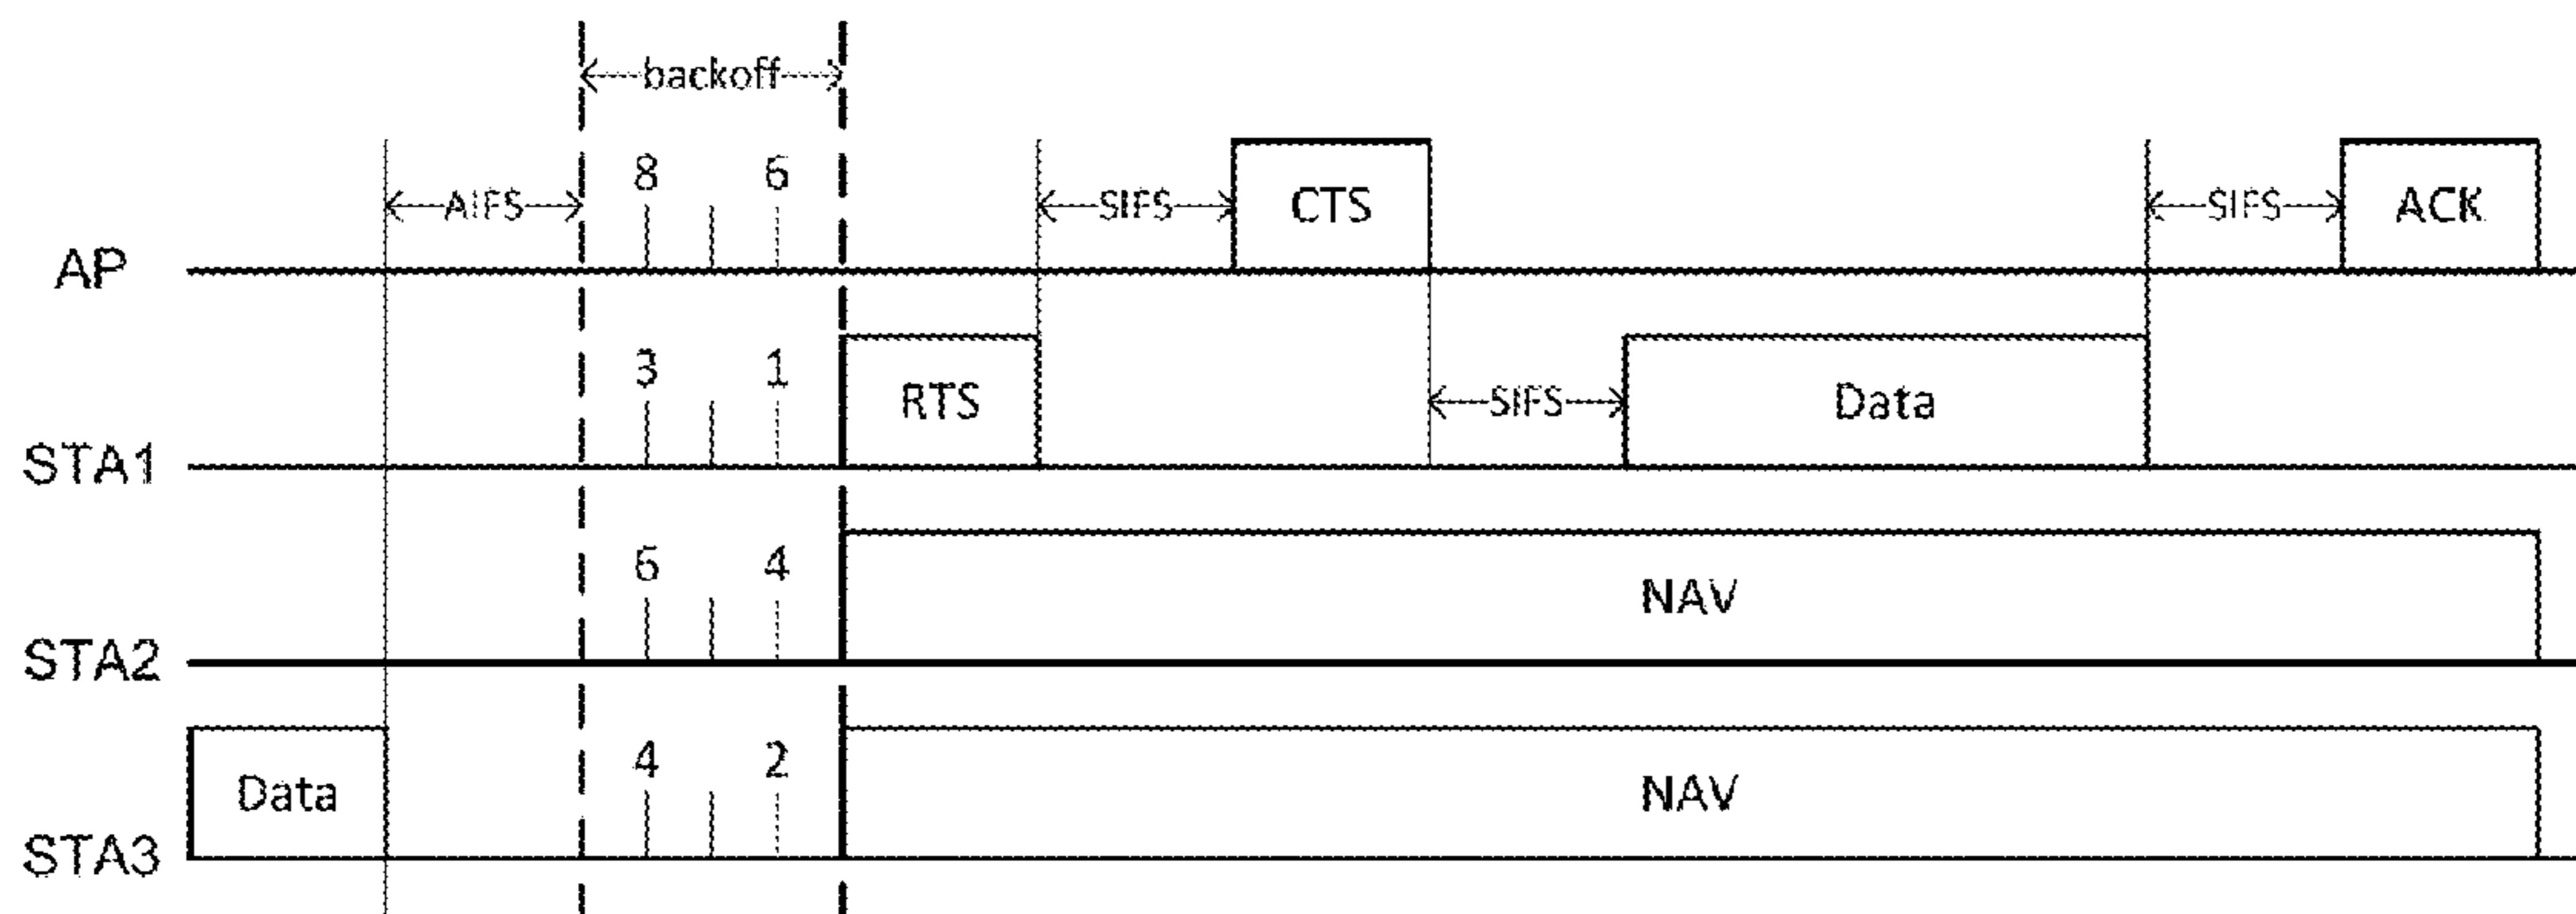 backoff
8 6
AIFS SIFS CTS SIFS ACK
AP
3 1
RTS SIFS Data
STA1
6 4
NAV
STA2
4 2
Data NAV
STA3